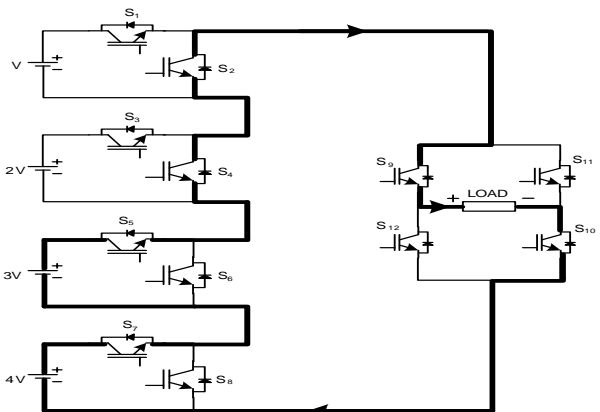 S1
V
+
−
S2
S3
2V
+
−
S4
S5
3V
+
−
S6
S7
4V
+
−
S8
S9
S11
+ LOAD −
S12
S10